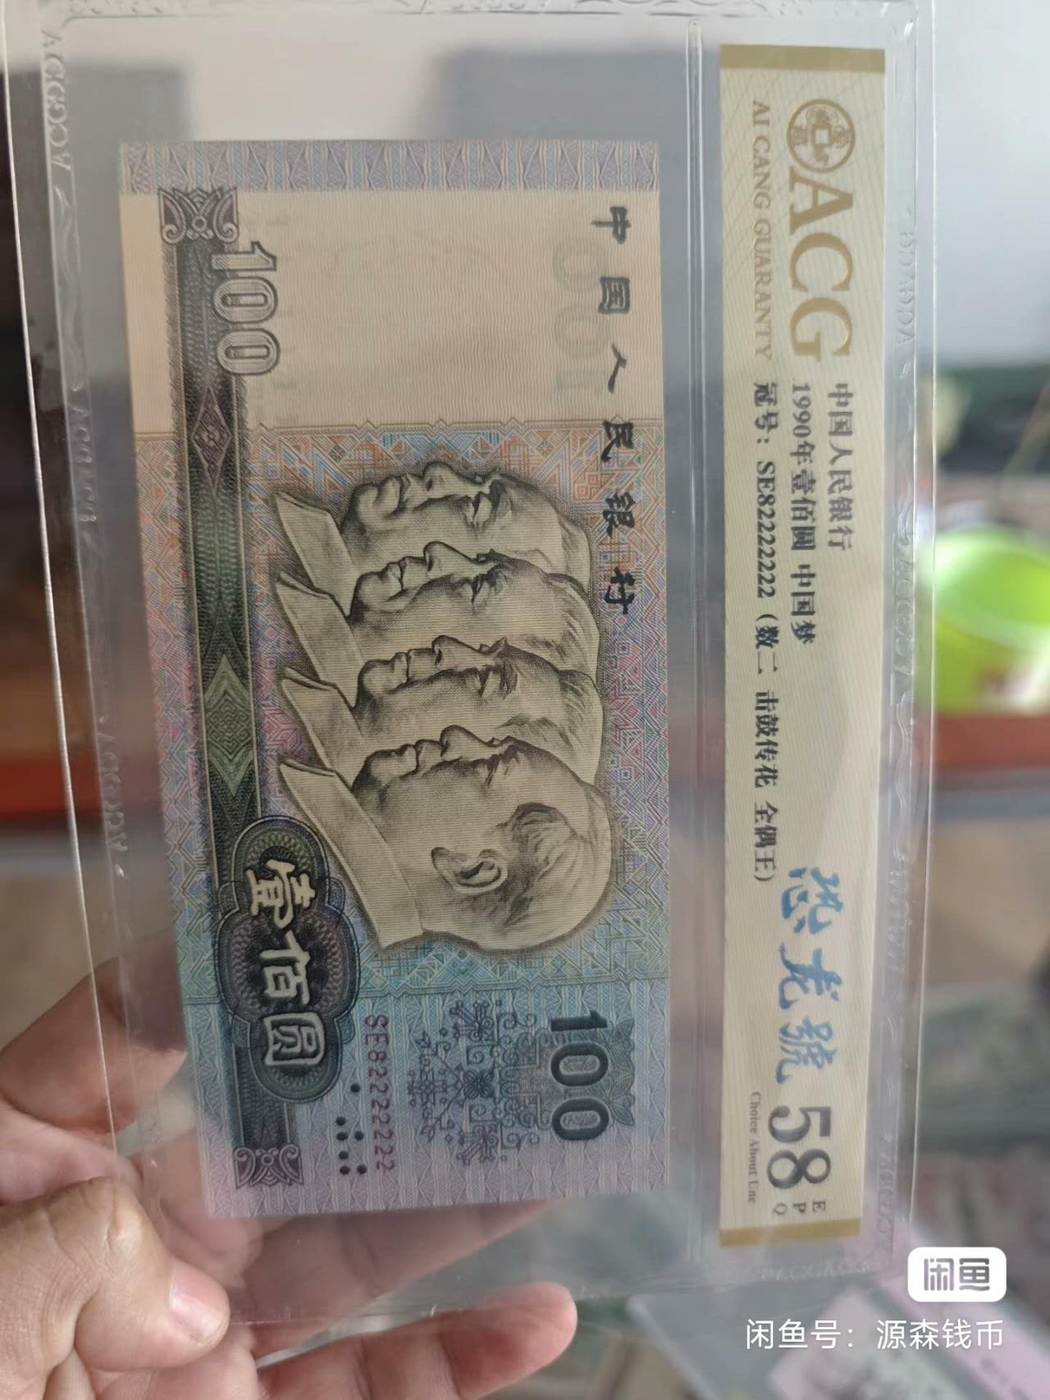 ACG
AI CANG GUARANTY
中国人民银行
1990年壹佰圆 中国梦
冠号：SE82222222（数二 击鼓传花 全偶王）
恐龙號
58
EPQ
Choice About Unc
中国人民银行
100
100
壹佰圆
SE82222222
闲鱼
闲鱼号：源森钱币